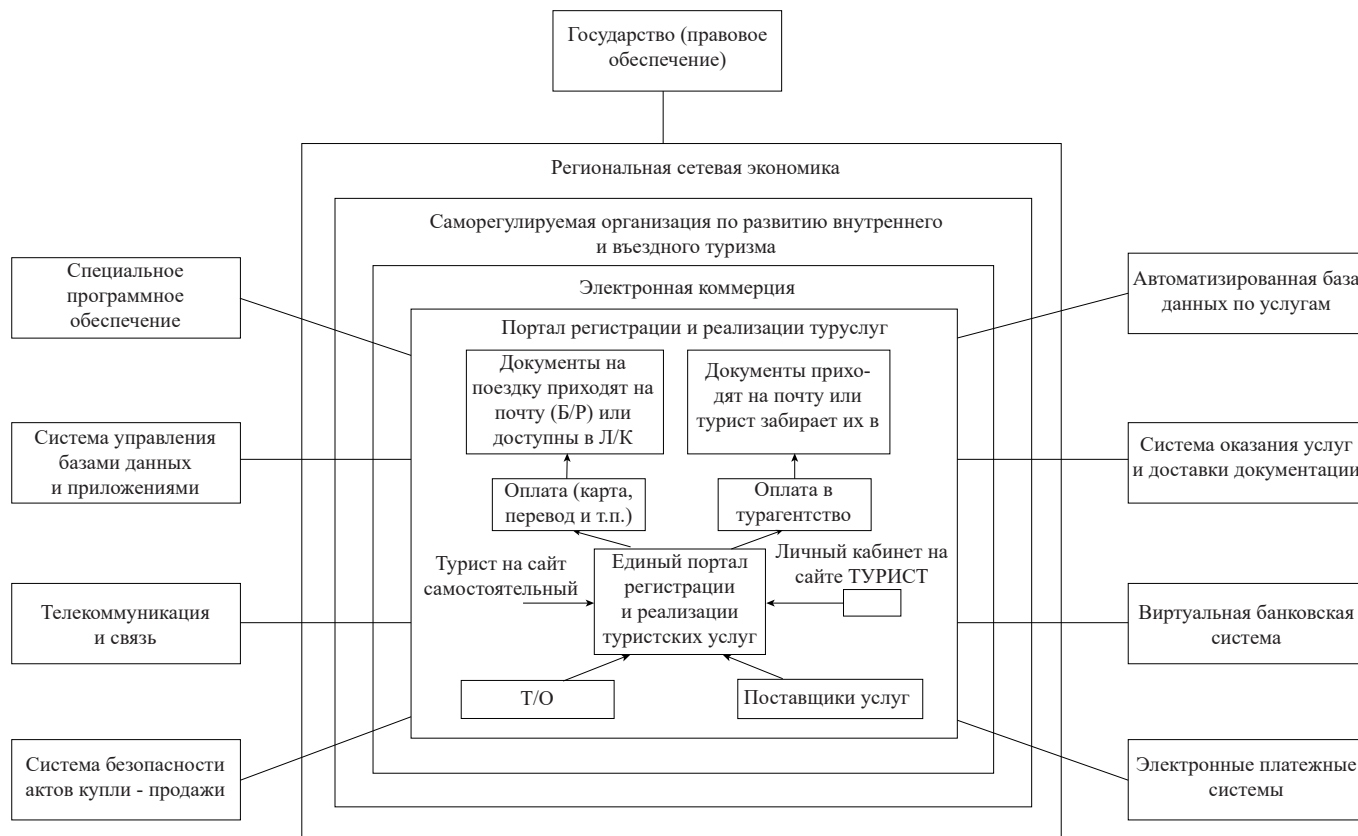 Государство (правовое
обеспечение)
Региональная сетевая экономика
Саморегулируемая организация по развитию внутреннего
и въездного туризма
Электронная коммерция
Портал регистрации и реализации туруслуг
Специальное
программное
обеспечение
Система управления
базами данных
и приложениями
Телекоммуникация
и связь
Система безопасности
актов купли - продажи
Документы на
поездку приходят на
почту (Б/Р) или
доступны в Л/К
Документы прихо-
дят на почту или
турист забирает их в
Оплата (карта,
перевод и т.п.)
Оплата в
турагентство
Турист на сайт
самостоятельный
Единый портал
регистрации
и реализации
туристских услуг
Личный кабинет на
сайте ТУРИСТ
Т/О
Поставщики услуг
Автоматизированная база
данных по услугам
Система оказания услуг
и доставки документации
Виртуальная банковская
система
Электронные платежные
системы